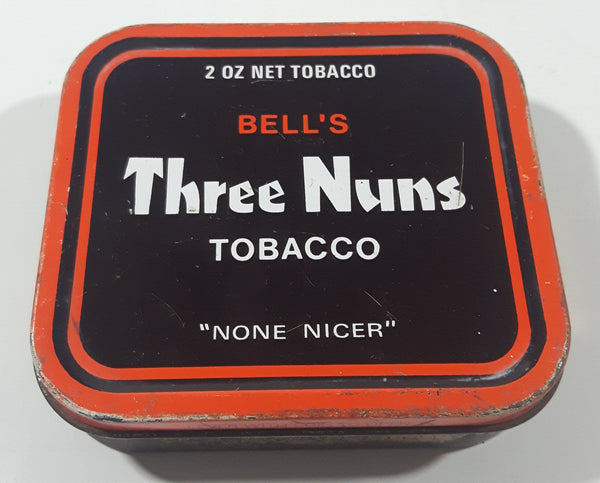 2 OZ NET TOBACCO
BELL'S
Three Nuns
TOBACCO
"NONE NICER"